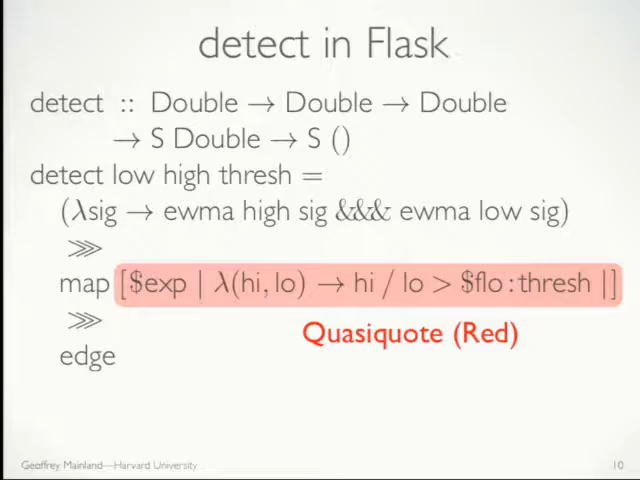 detect in Flask
detect :: Double → Double → Double
→ S Double → S ()
detect low high thresh =
(λsig → ewma high sig &&& ewma low sig)
⋙
map [$exp | λ(hi, lo) → hi / lo > $flo:thresh |]
⋙
Quasiquote (Red)
edge
Geoffrey Mainland—Harvard University
10